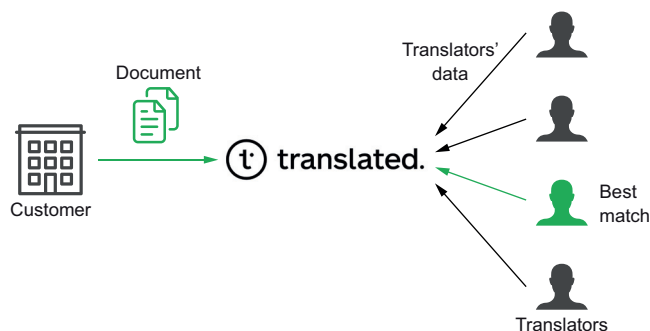 Document
Customer
translated.
Translators'
data
Best
match
Translators